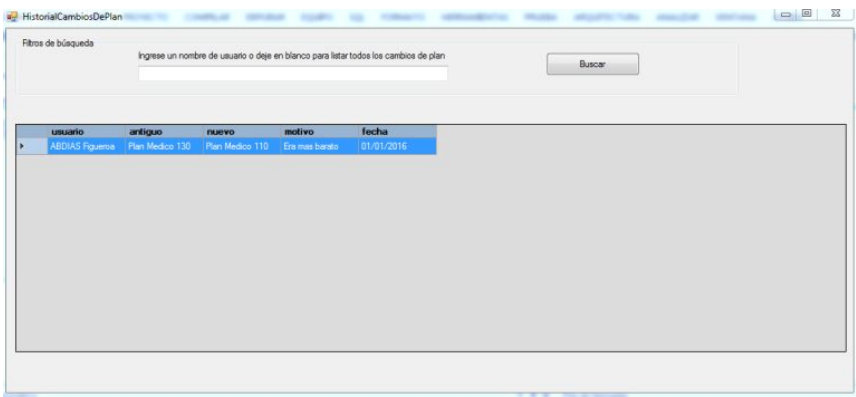 HistorialCambiosDePlan
Filtros de búsqueda
Ingrese un nombre de usuario o deje en blanco para listar todos los cambios de plan
Buscar
usuario antiguo nuevo motivo fecha
ABDIAS Figueroa Plan Medico 130 Plan Medico 110 Era mas barato 01/01/2016